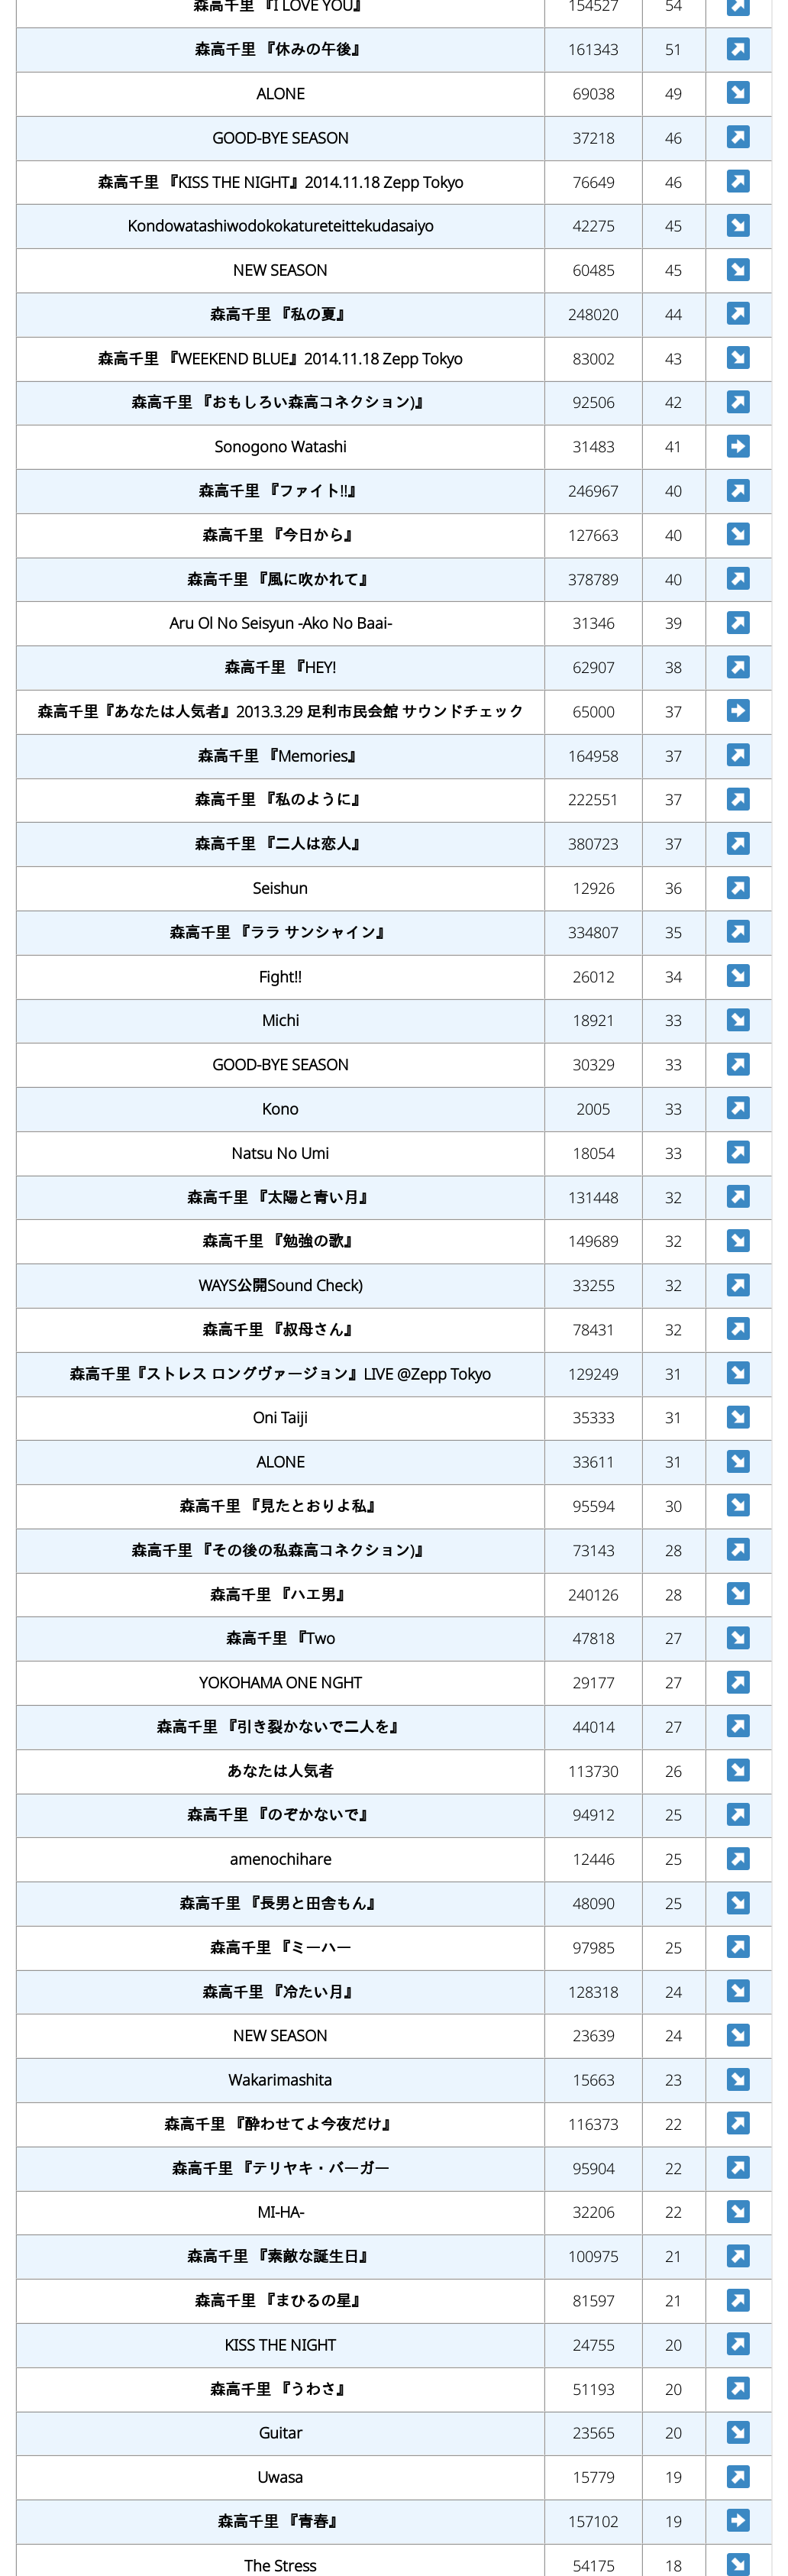 森高千里 『I LOVE YOU』 154527 54
森高千里 『休みの午後』 161343 51
ALONE 69038 49
GOOD-BYE SEASON 37218 46
森高千里 『KISS THE NIGHT』2014.11.18 Zepp Tokyo 76649 46
Kondowatashiwodokokatureteittekudasaiyo 42275 45
NEW SEASON 60485 45
森高千里 『私の夏』 248020 44
森高千里 『WEEKEND BLUE』2014.11.18 Zepp Tokyo 83002 43
森高千里 『おもしろい森高コネクション)』 92506 42
Sonogono Watashi 31483 41
森高千里 『ファイト!!』 246967 40
森高千里 『今日から』 127663 40
森高千里 『風に吹かれて』 378789 40
Aru Ol No Seisyun -Ako No Baai- 31346 39
森高千里 『HEY! 62907 38
森高千里『あなたは人気者』2013.3.29 足利市民会館 サウンドチェック 65000 37
森高千里 『Memories』 164958 37
森高千里 『私のように』 222551 37
森高千里 『二人は恋人』 380723 37
Seishun 12926 36
森高千里 『ララ サンシャイン』 334807 35
Fight!! 26012 34
Michi 18921 33
GOOD-BYE SEASON 30329 33
Kono 2005 33
Natsu No Umi 18054 33
森高千里 『太陽と青い月』 131448 32
森高千里 『勉強の歌』 149689 32
WAYS公開Sound Check) 33255 32
森高千里 『叔母さん』 78431 32
森高千里『ストレス ロングヴァージョン』LIVE @Zepp Tokyo 129249 31
Oni Taiji 35333 31
ALONE 33611 31
森高千里 『見たとおりよ私』 95594 30
森高千里 『その後の私森高コネクション)』 73143 28
森高千里 『ハエ男』 240126 28
森高千里 『Two 47818 27
YOKOHAMA ONE NGHT 29177 27
森高千里 『引き裂かないで二人を』 44014 27
あなたは人気者 113730 26
森高千里 『のぞかないで』 94912 25
amenochihare 12446 25
森高千里 『長男と田舎もん』 48090 25
森高千里 『ミーハー 97985 25
森高千里 『冷たい月』 128318 24
NEW SEASON 23639 24
Wakarimashita 15663 23
森高千里 『酔わせてよ今夜だけ』 116373 22
森高千里 『テリヤキ・バーガー 95904 22
MI-HA- 32206 22
森高千里 『素敵な誕生日』 100975 21
森高千里 『まひるの星』 81597 21
KISS THE NIGHT 24755 20
森高千里 『うわさ』 51193 20
Guitar 23565 20
Uwasa 15779 19
森高千里 『青春』 157102 19
The Stress 54175 18